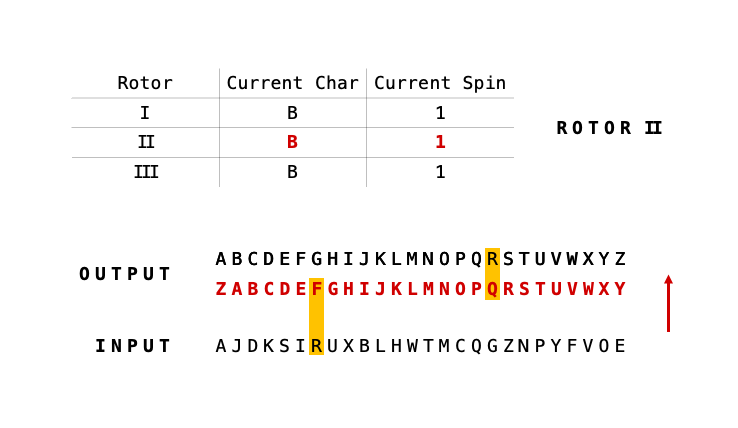 Rotor Current Char Current Spin
I B 1
II B 1
III B 1
ROTOR II
OUTPUT
ABCDEFGHIJKLMNOPQRSTUVWXYZ
ZABCDEFGHIJKLMNOPQRSTUVWXY
INPUT AJDKSIRUXBLHWTMCQGZNPYFVOE